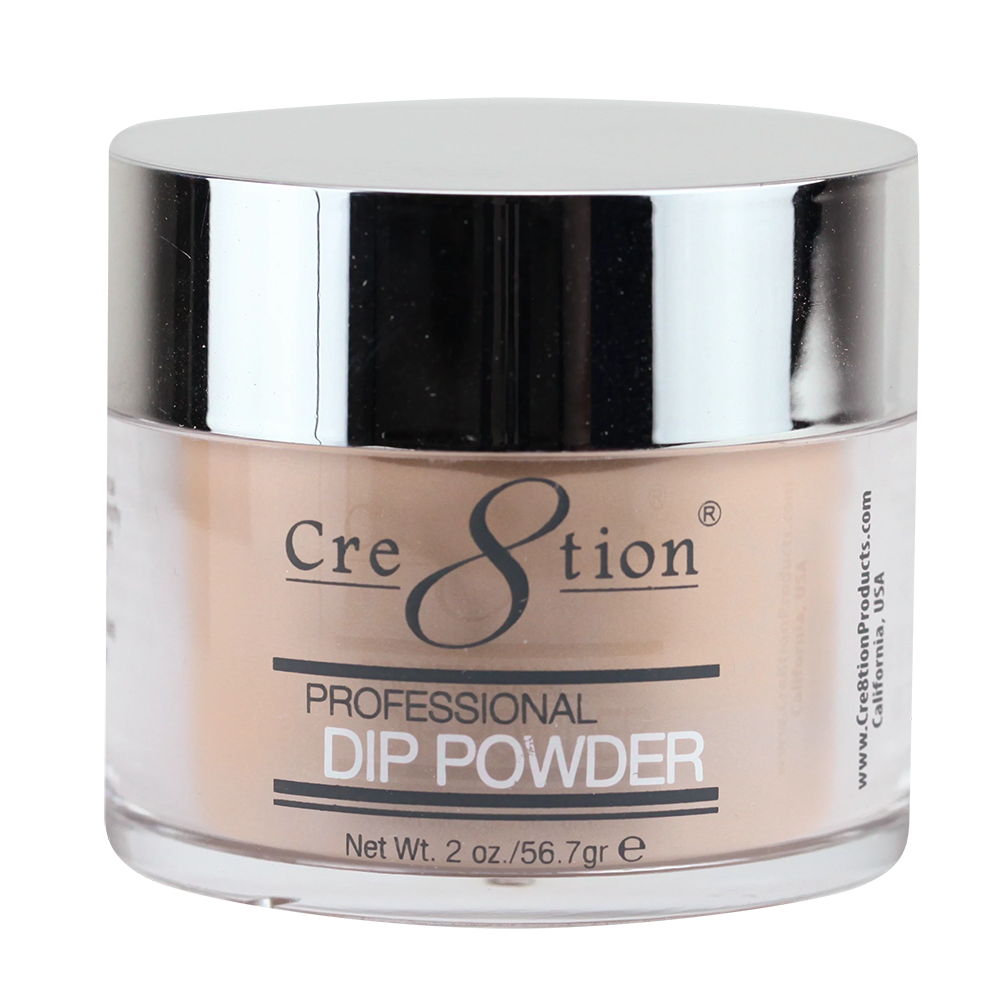 Cre8tion®
PROFESSIONAL
DIP POWDER
Net Wt. 2 oz./56.7gr ℮
www.Cre8tionProducts.com
California, USA